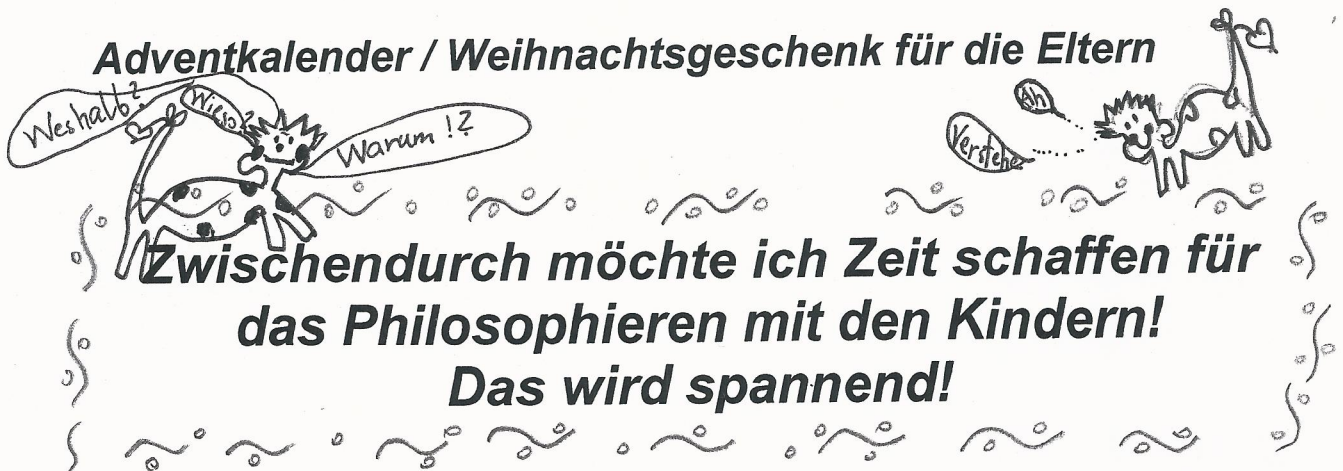 Adventkalender / Weihnachtsgeschenk für die Eltern
Weshalb?
Wieso?
Warum!?
Ah
Verstehe
Zwischendurch möchte ich Zeit schaffen für
das Philosophieren mit den Kindern!
Das wird spannend!